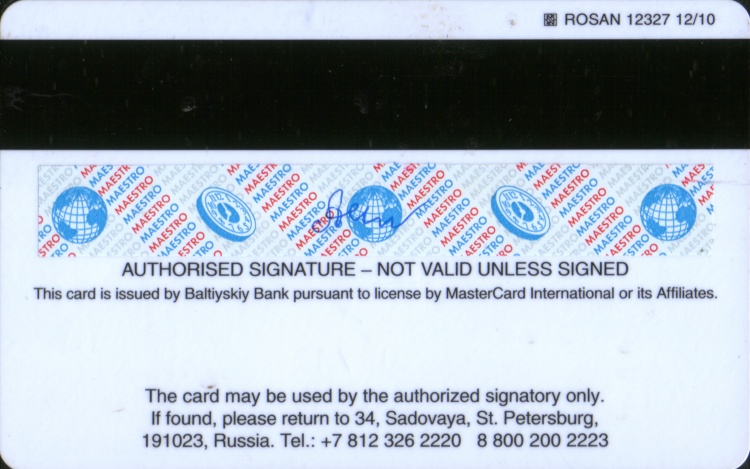 ROSAN 12327 12/10
MAESTRO
AUTHORISED SIGNATURE – NOT VALID UNLESS SIGNED
This card is issued by Baltiyskiy Bank pursuant to license by MasterCard International or its Affiliates.
The card may be used by the authorized signatory only.
If found, please return to 34, Sadovaya, St. Petersburg,
191023, Russia. Tel.: +7 812 326 2220 8 800 200 2223